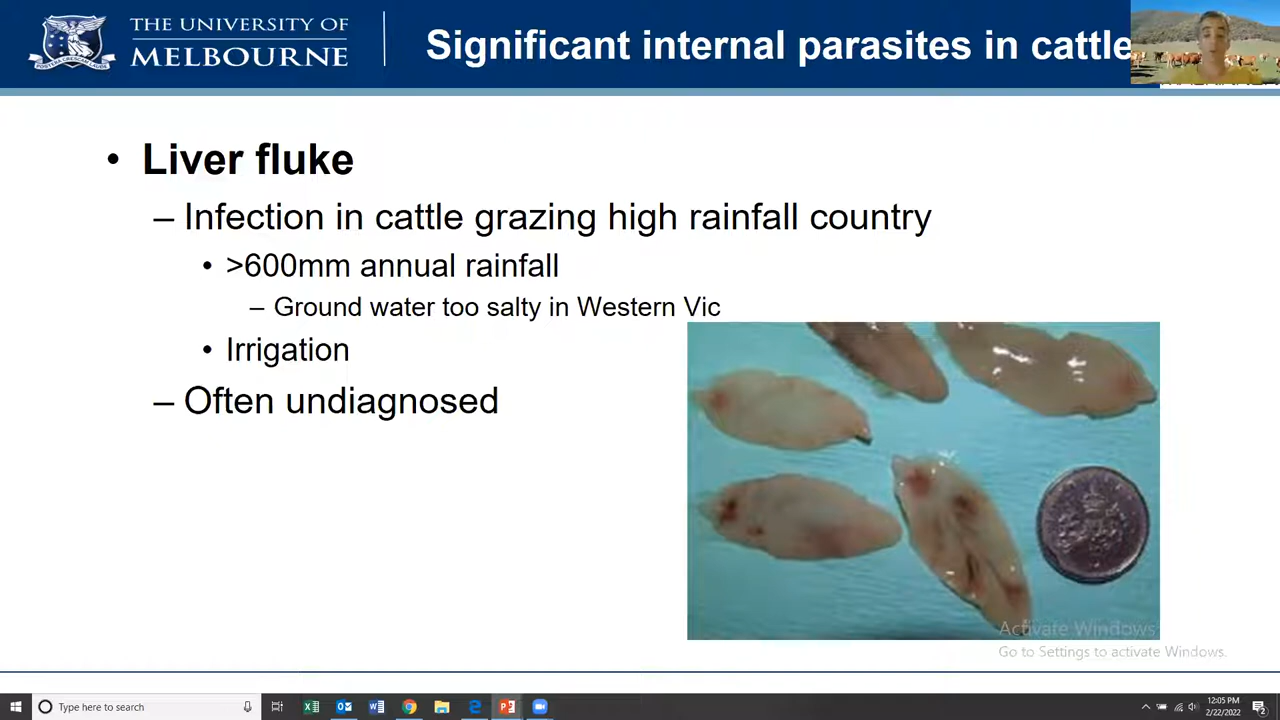 THE UNIVERSITY OF
MELBOURNE
Significant internal parasites in cattle
• Liver fluke
– Infection in cattle grazing high rainfall country
• >600mm annual rainfall
– Ground water too salty in Western Vic
• Irrigation
– Often undiagnosed
Activate Windows
Go to Settings to activate Windows.
Type here to search
12:05 PM
2/22/2022